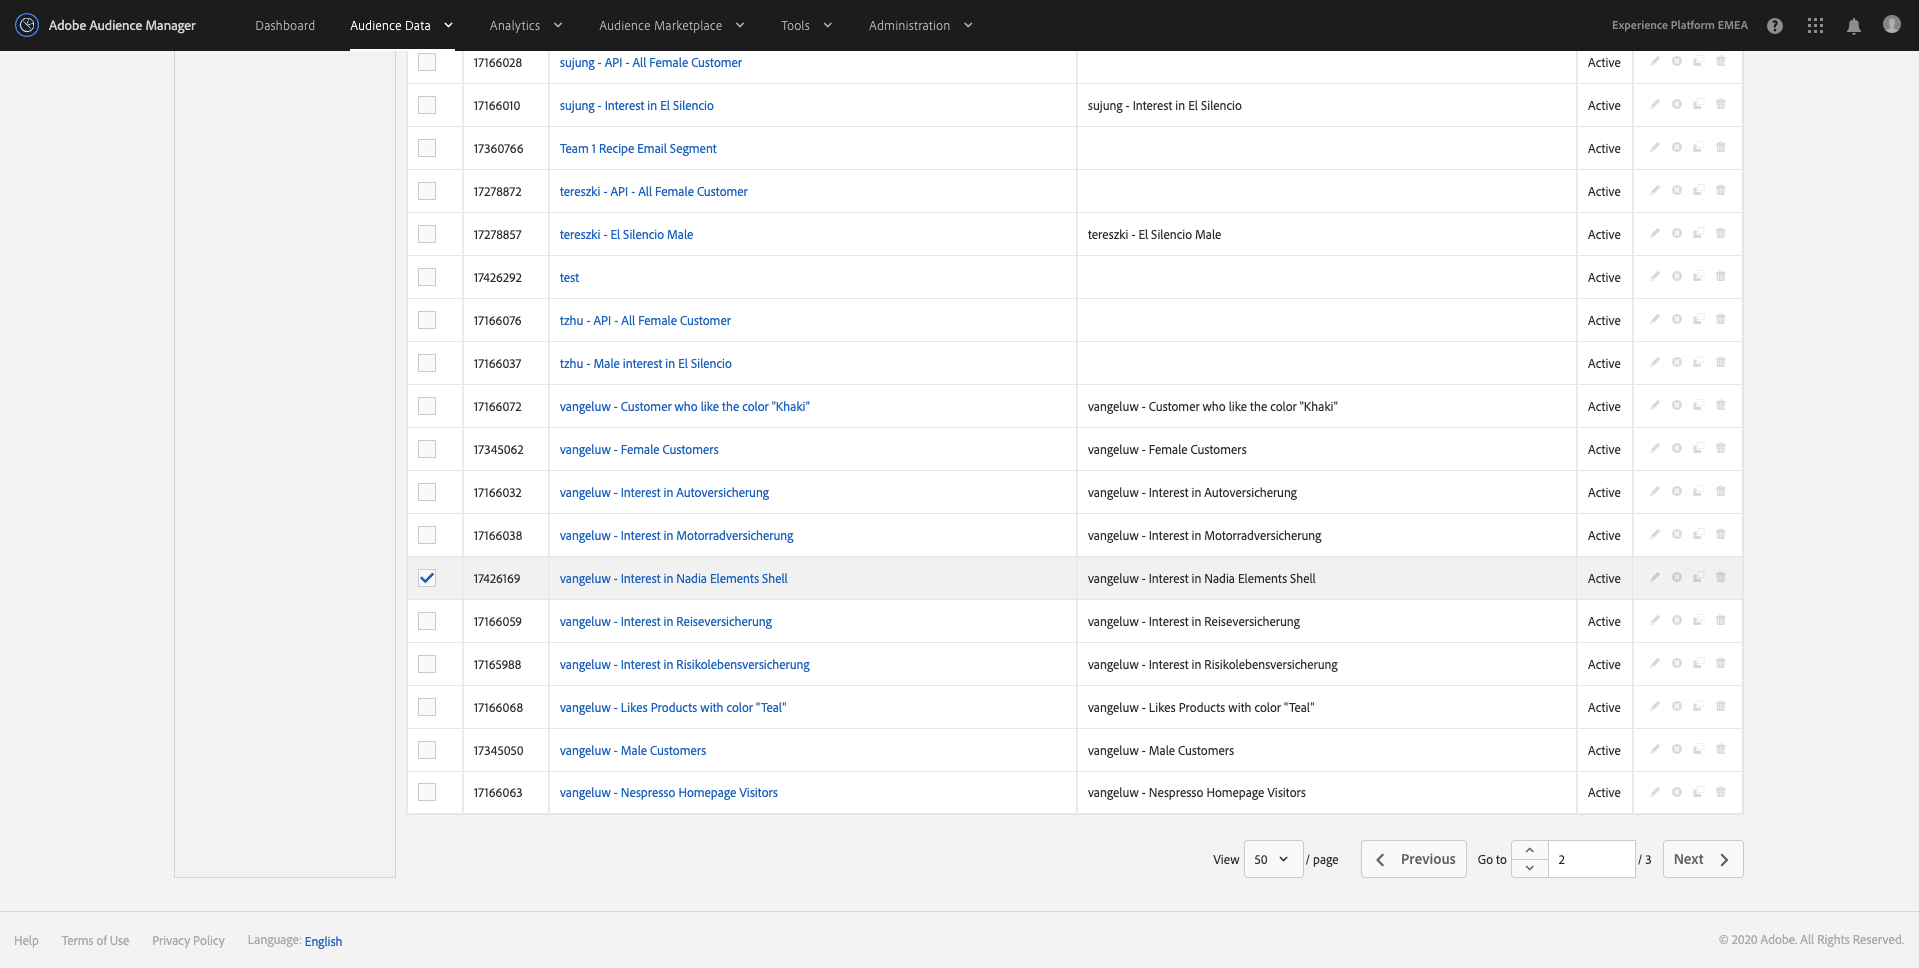 Adobe Audience Manager Dashboard Audience Data Analytics Audience Marketplace Tools Administration Experience Platform EMEA
17166028 sujung - API - All Female Customer Active
17166010 sujung - Interest in El Silencio sujung - Interest in El Silencio Active
17360766 Team 1 Recipe Email Segment Active
17278872 tereszki - API - All Female Customer Active
17278857 tereszki - El Silencio Male tereszki - El Silencio Male Active
17426292 test Active
17166076 tzhu - API - All Female Customer Active
17166037 tzhu - Male interest in El Silencio Active
17166072 vangeluw - Customer who like the color "Khaki" vangeluw - Customer who like the color "Khaki" Active
17345062 vangeluw - Female Customers vangeluw - Female Customers Active
17166032 vangeluw - Interest in Autoversicherung vangeluw - Interest in Autoversicherung Active
17166038 vangeluw - Interest in Motorradversicherung vangeluw - Interest in Motorradversicherung Active
17426169 vangeluw - Interest in Nadia Elements Shell vangeluw - Interest in Nadia Elements Shell Active
17166059 vangeluw - Interest in Reiseversicherung vangeluw - Interest in Reiseversicherung Active
17165988 vangeluw - Interest in Risikolebensversicherung vangeluw - Interest in Risikolebensversicherung Active
17166068 vangeluw - Likes Products with color "Teal" vangeluw - Likes Products with color "Teal" Active
17345050 vangeluw - Male Customers vangeluw - Male Customers Active
17166063 vangeluw - Nespresso Homepage Visitors vangeluw - Nespresso Homepage Visitors Active
View 50 / page Previous Go to 2 / 3 Next
Help Terms of Use Privacy Policy Language: English © 2020 Adobe. All Rights Reserved.